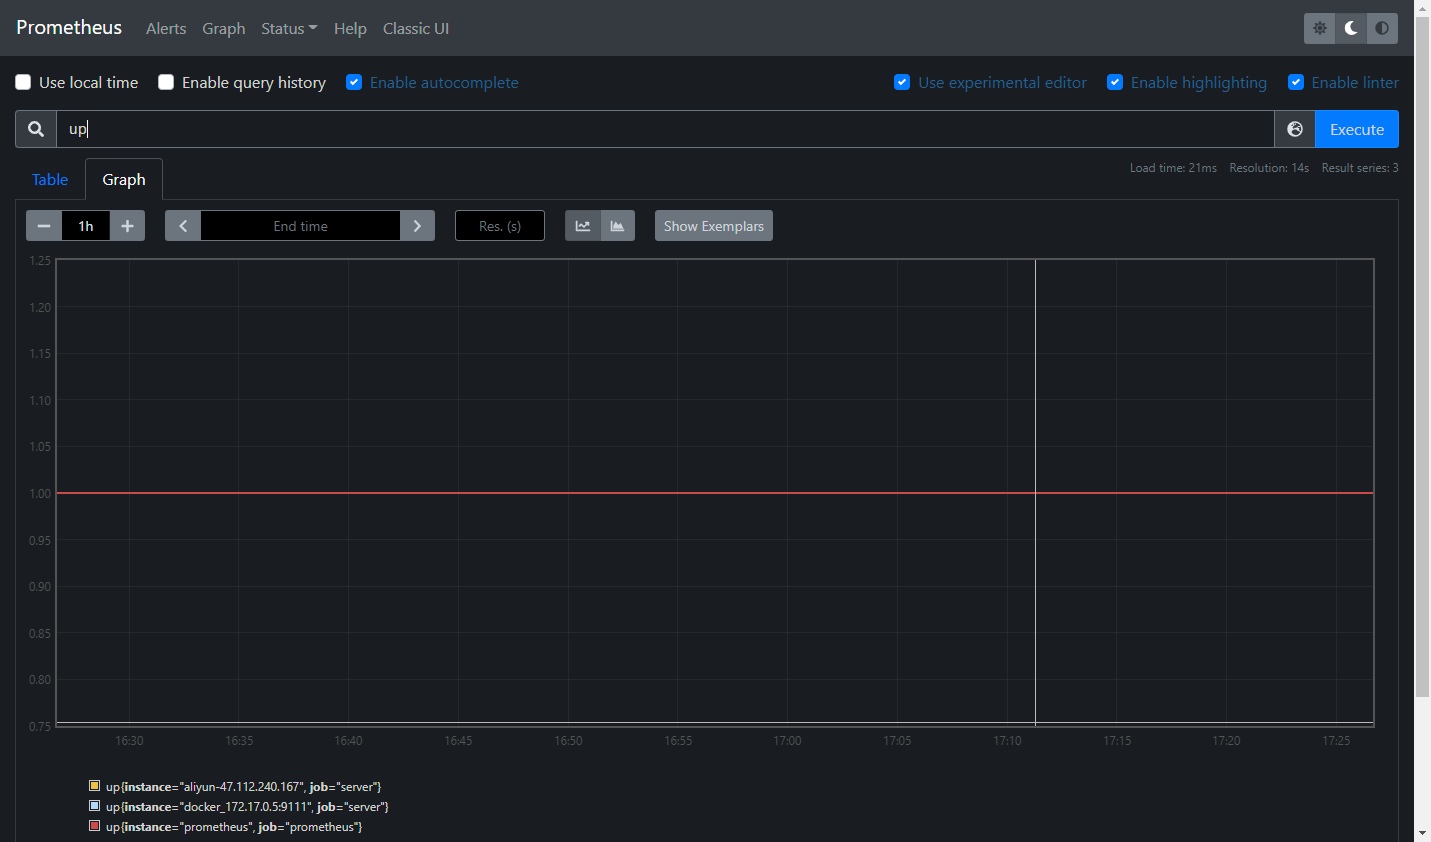 Prometheus Alerts Graph Status Help Classic UI
Use local time Enable query history Enable autocomplete Use experimental editor Enable highlighting Enable linter
up Execute
Table Graph Load time: 21ms Resolution: 14s Result series: 3
1h End time Res. (s) Show Exemplars
1.25
1.20
1.15
1.10
1.05
1.00
0.95
0.90
0.85
0.80
0.75
16:30 16:35 16:40 16:45 16:50 16:55 17:00 17:05 17:10 17:15 17:20 17:25
up{instance="aliyun-47.112.240.167", job="server"}
up{instance="docker_172.17.0.5:9111", job="server"}
up{instance="prometheus", job="prometheus"}